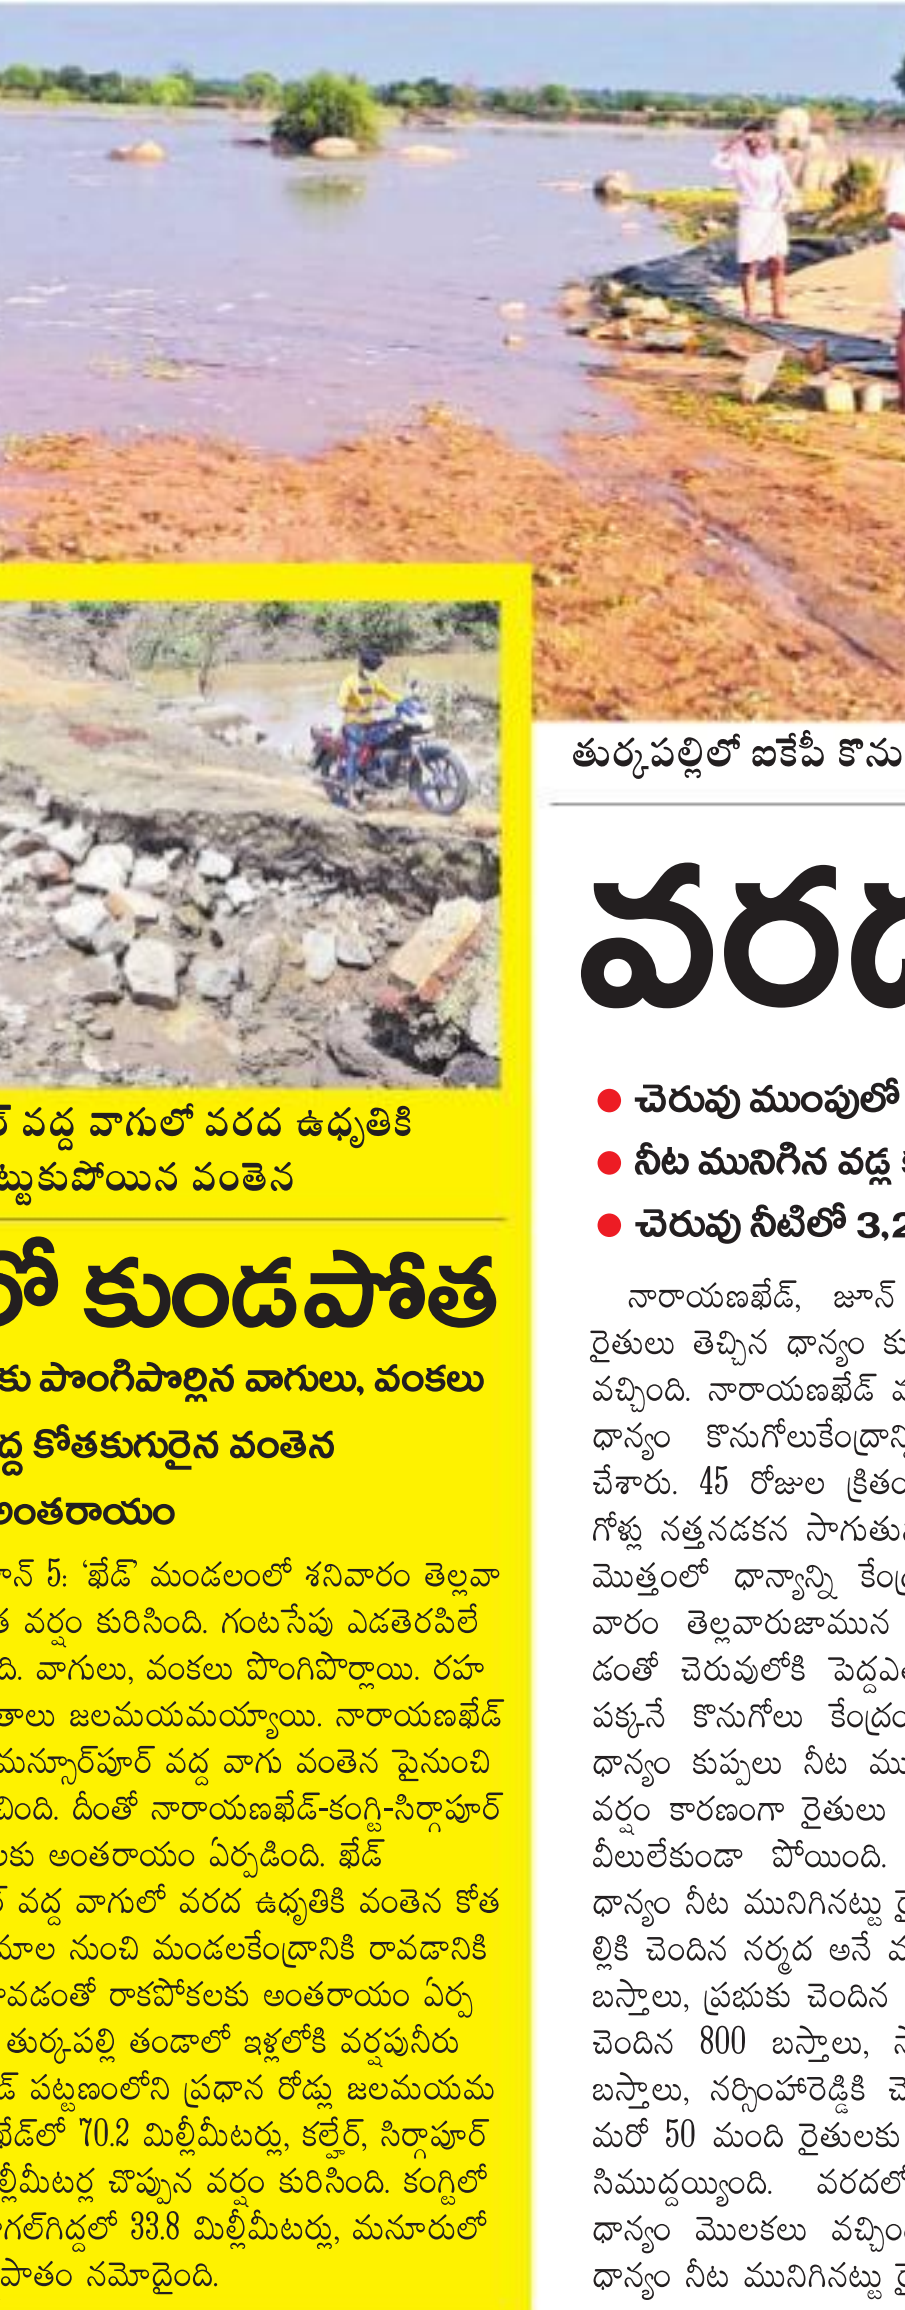 తుర్కపల్లిలో ఐకేపీ కొను
వరద
వద్ద వాగులో వరద ఉధృతికి
ట్టుకుపోయిన వంతెన
లో కుండపోత
కు పొంగిపొర్లిన వాగులు, వంకలు
ద్ద కోతకుగురైన వంతెన
అంతరాయం
ూన్ 5: ‘ఖేడ్’ మండలంలో శనివారం తెల్లవా
త వర్షం కురిసింది. గంటసేపు ఎడతెరపిలే
ది. వాగులు, వంకలు పొంగిపొర్లాయి. రహ
తాలు జలమయమయ్యాయి. నారాయణఖేడ్
మన్సూర్‌పూర్ వద్ద వాగు వంతెన పైనుంచి
చింది. దీంతో నారాయణఖేడ్-కంగ్టి-సిర్గాపూర్
లకు అంతరాయం ఏర్పడింది. ఖేడ్
వద్ద వాగులో వరద ఉధృతికి వంతెన కోత
మాల నుంచి మండలకేంద్రానికి రావడానికి
వడంతో రాకపోకలకు అంతరాయం ఏర్ప
తుర్కపల్లి తండాలో ఇళ్లలోకి వర్షపునీరు
డ్ పట్టణంలోని ప్రధాన రోడ్లు జలమయమ
ఖేడ్‌లో 70.2 మిల్లీమీటర్లు, కల్హేర్, సిర్గాపూర్
ల్లీమీటర్ల చొప్పున వర్షం కురిసింది. కంగ్టిలో
గల్‌గిద్దలో 33.8 మిల్లీమీటర్లు, మనూరులో
పాతం నమోదైంది.
● చెరువు ముంపులో
● నీట మునిగిన వడ్ల
● చెరువు నీటిలో 3,2
నారాయణఖేడ్, జూన్
రైతులు తెచ్చిన ధాన్యం కు
వచ్చింది. నారాయణఖేడ్ మ
ధాన్యం కొనుగోలుకేంద్రాన్ని
చేశారు. 45 రోజుల క్రితం
గోళ్లు నత్తనడకన సాగుతు
మొత్తంలో ధాన్యాన్ని కేంద్ర
వారం తెల్లవారుజామున
డంతో చెరువులోకి పెద్దఎ
పక్కనే కొనుగోలు కేంద్రం
ధాన్యం కుప్పలు నీట ము
వర్షం కారణంగా రైతులు
వీలులేకుండా పోయింది.
ధాన్యం నీట మునిగినట్టు రై
ల్లికి చెందిన నర్మద అనే మ
బస్తాలు, ప్రభుకు చెందిన
చెందిన 800 బస్తాలు, స
బస్తాలు, నర్సింహారెడ్డికి చె
మరో 50 మంది రైతులకు
సిముద్దయ్యింది. వరదలో
ధాన్యం మొలకలు వచ్చిం
ధాన్యం నీట మునిగినట్టు రై